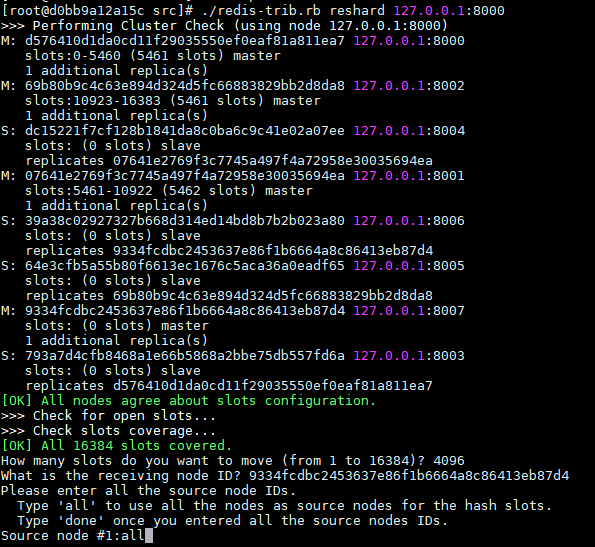 [root@d0bb9a12a15c src]# ./redis-trib.rb reshard 127.0.0.1:8000
>>> Performing Cluster Check (using node 127.0.0.1:8000)
M: d576410d1da0cd11f29035550ef0eaf81a811ea7 127.0.0.1:8000
   slots:0-5460 (5461 slots) master
   1 additional replica(s)
M: 69b80b9c4c63e894d324d5fc66883829bb2d8da8 127.0.0.1:8002
   slots:10923-16383 (5461 slots) master
   1 additional replica(s)
S: dc15221f7cf128b1841da8c0ba6c9c41e02a07ee 127.0.0.1:8004
   slots: (0 slots) slave
   replicates 07641e2769f3c7745a497f4a72958e30035694ea
M: 07641e2769f3c7745a497f4a72958e30035694ea 127.0.0.1:8001
   slots:5461-10922 (5462 slots) master
   1 additional replica(s)
S: 39a38c02927327b668d314ed14bd8b7b2b023a80 127.0.0.1:8006
   slots: (0 slots) slave
   replicates 9334fcdbc2453637e86f1b6664a8c86413eb87d4
S: 64e3cfb5a55b80f6613ec1676c5aca36a0eadf65 127.0.0.1:8005
   slots: (0 slots) slave
   replicates 69b80b9c4c63e894d324d5fc66883829bb2d8da8
M: 9334fcdbc2453637e86f1b6664a8c86413eb87d4 127.0.0.1:8007
   slots: (0 slots) master
   1 additional replica(s)
S: 793a7d4cfb8468a1e66b5868a2bbe75db557fd6a 127.0.0.1:8003
   slots: (0 slots) slave
   replicates d576410d1da0cd11f29035550ef0eaf81a811ea7
[OK] All nodes agree about slots configuration.
>>> Check for open slots...
>>> Check slots coverage...
[OK] All 16384 slots covered.
How many slots do you want to move (from 1 to 16384)? 4096
What is the receiving node ID? 9334fcdbc2453637e86f1b6664a8c86413eb87d4
Please enter all the source node IDs.
  Type 'all' to use all the nodes as source nodes for the hash slots.
  Type 'done' once you entered all the source nodes IDs.
Source node #1:all